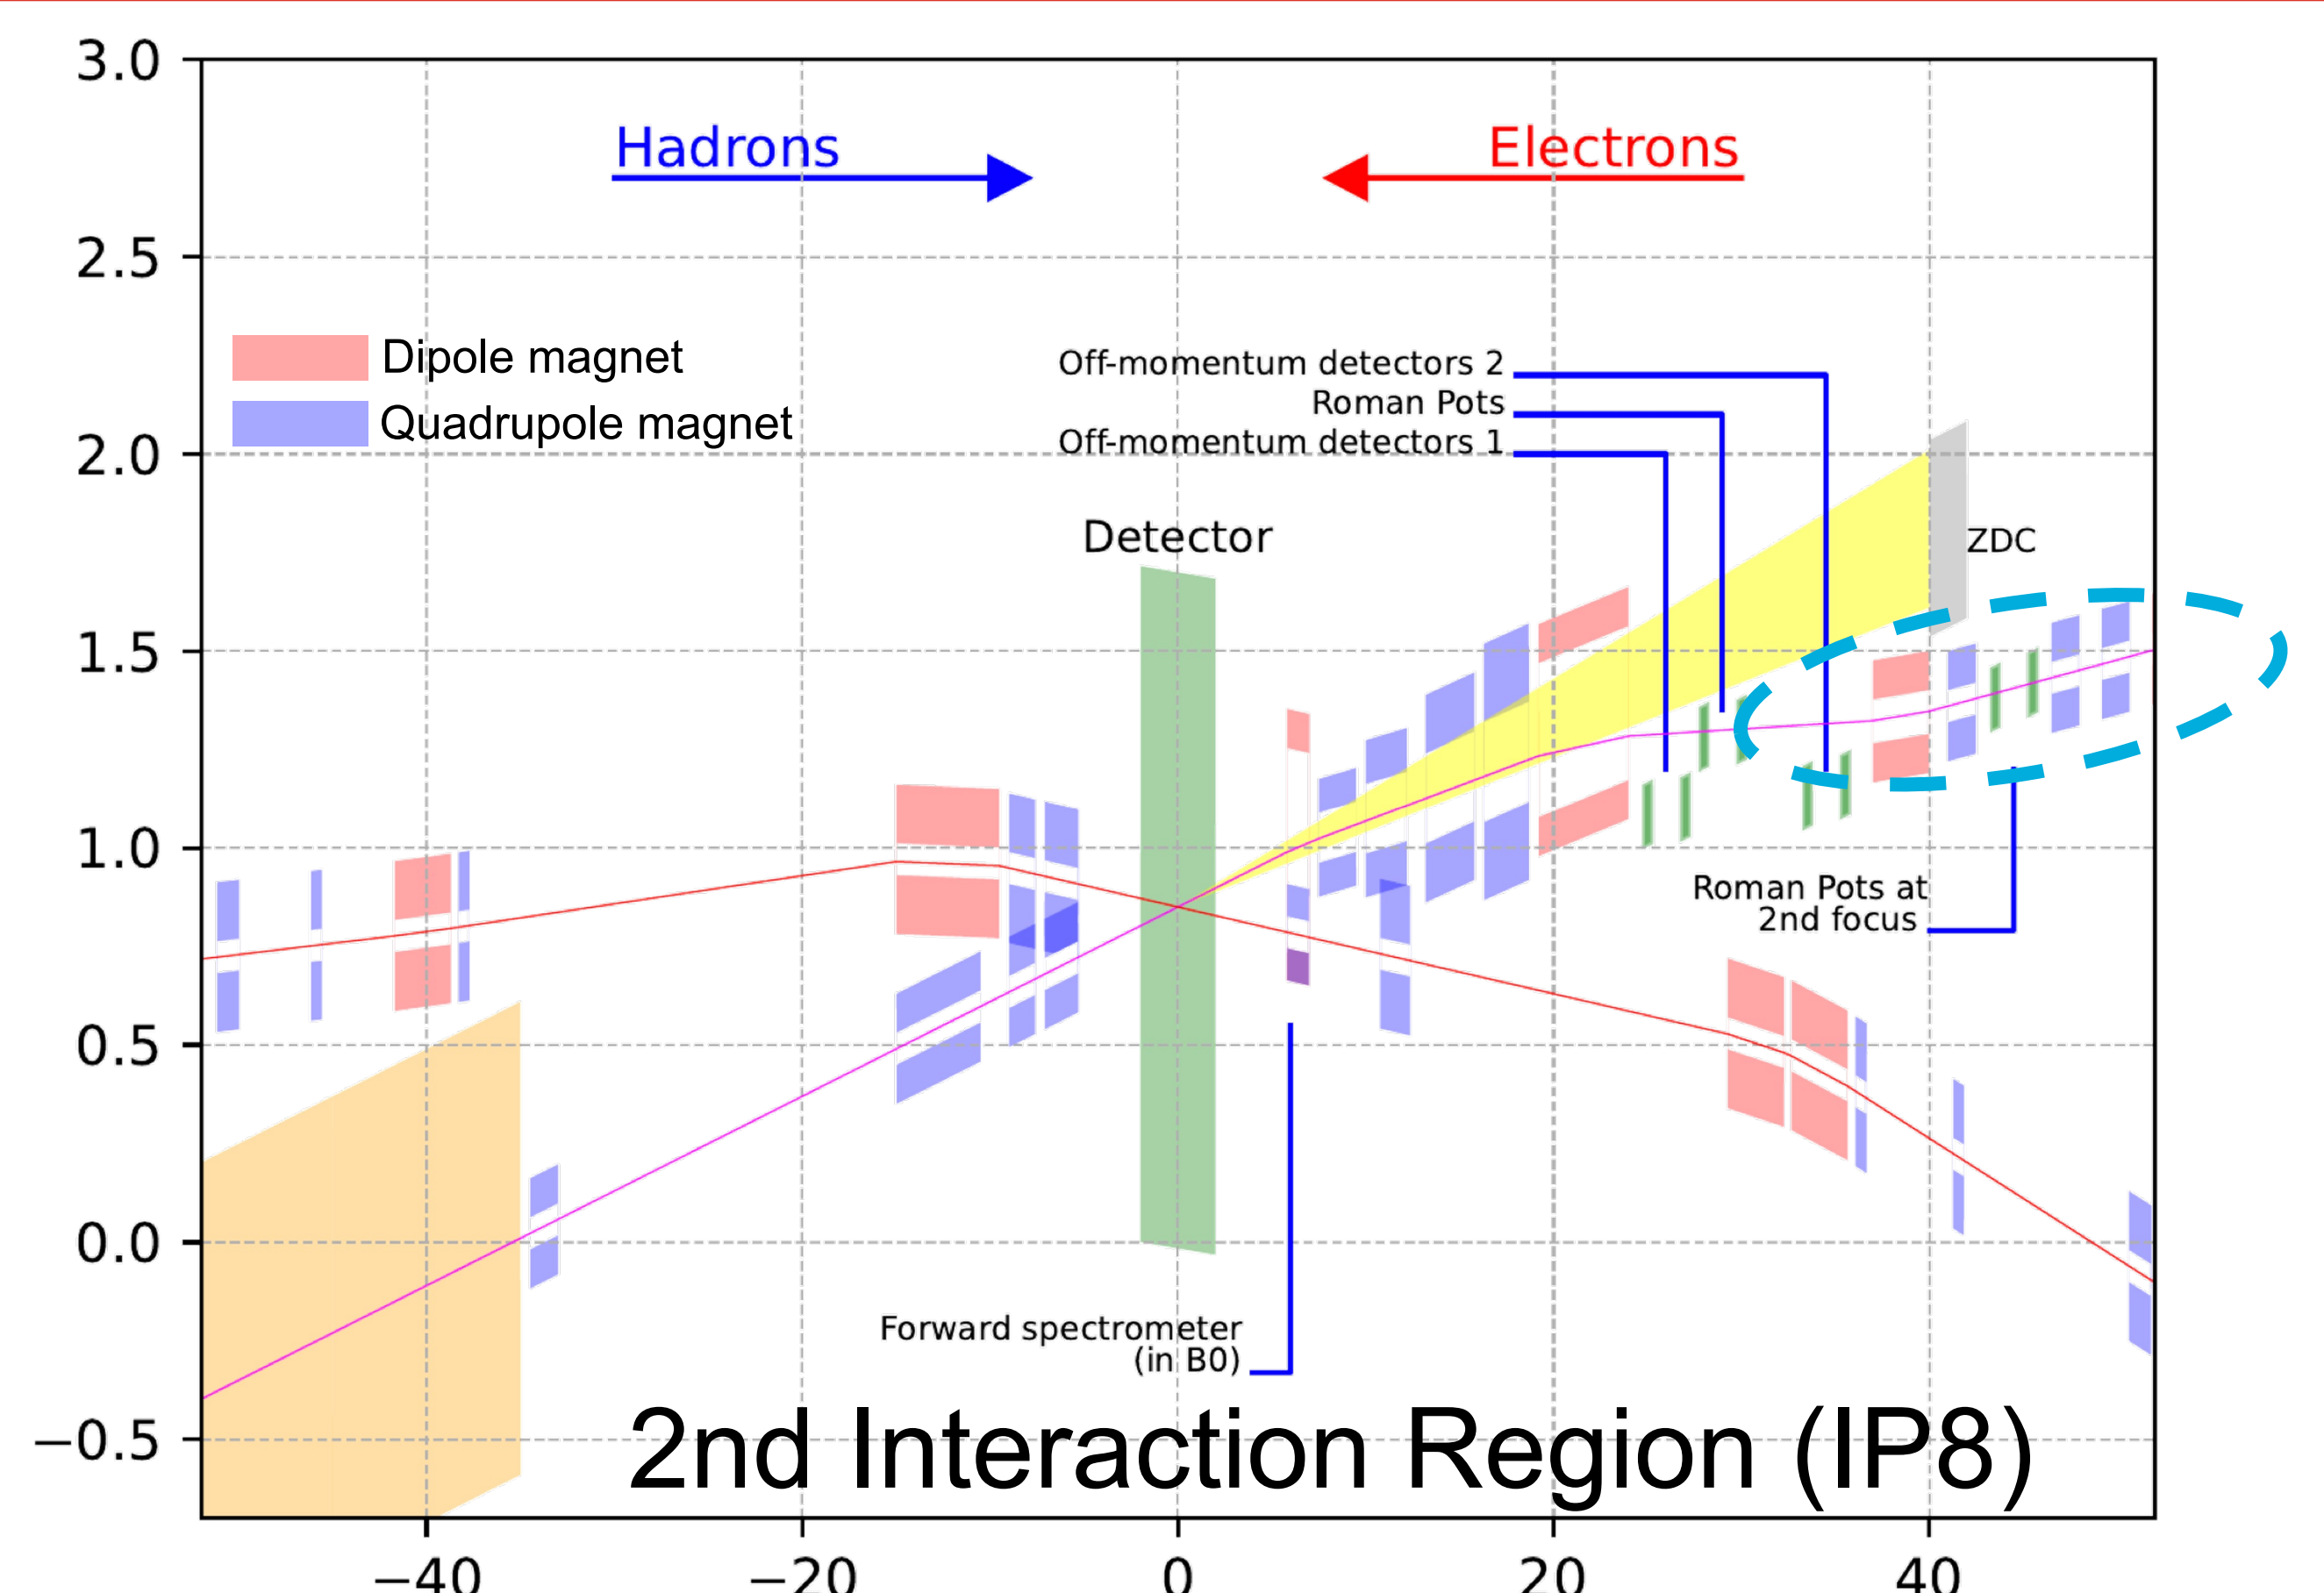 3.0
2.5
2.0
1.5
1.0
0.5
0.0
−0.5
Hadrons
Electrons
Dipole magnet
Quadrupole magnet
Off-momentum detectors 2
Roman Pots
Off-momentum detectors 1
Detector
ZDC
Roman Pots at
2nd focus
Forward spectrometer
(in B0)
2nd Interaction Region (IP8)
−40
−20
0
20
40